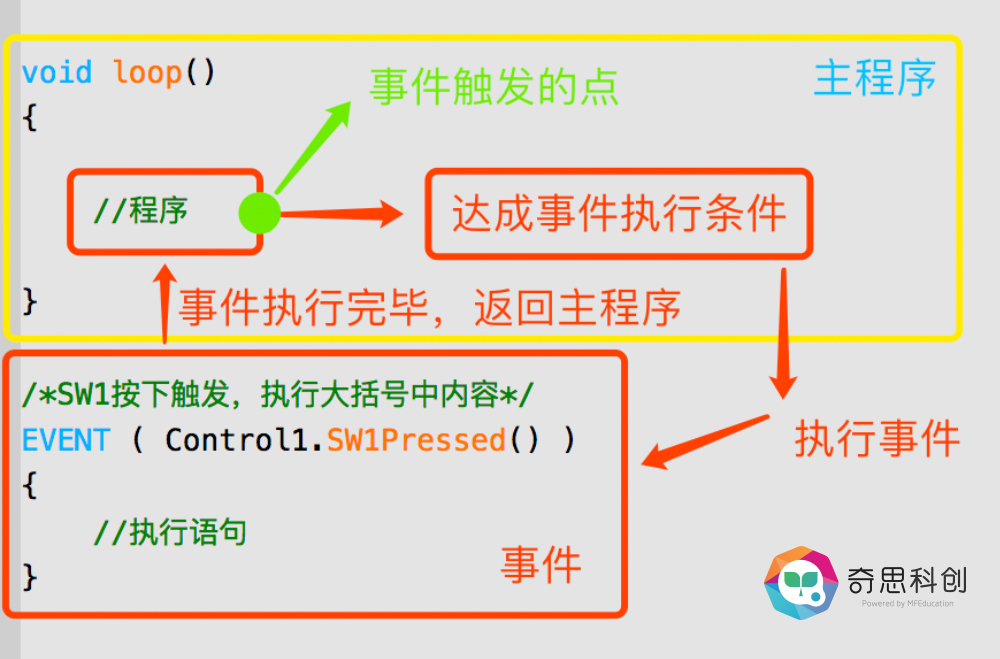 void loop()
事件触发的点
主程序
{
//程序
达成事件执行条件
}
事件执行完毕，返回主程序
/*SW1按下触发，执行大括号中内容*/
EVENT ( Control1.SW1Pressed() )
执行事件
{
//执行语句
事件
}
奇思科创
Powered by MFEducation